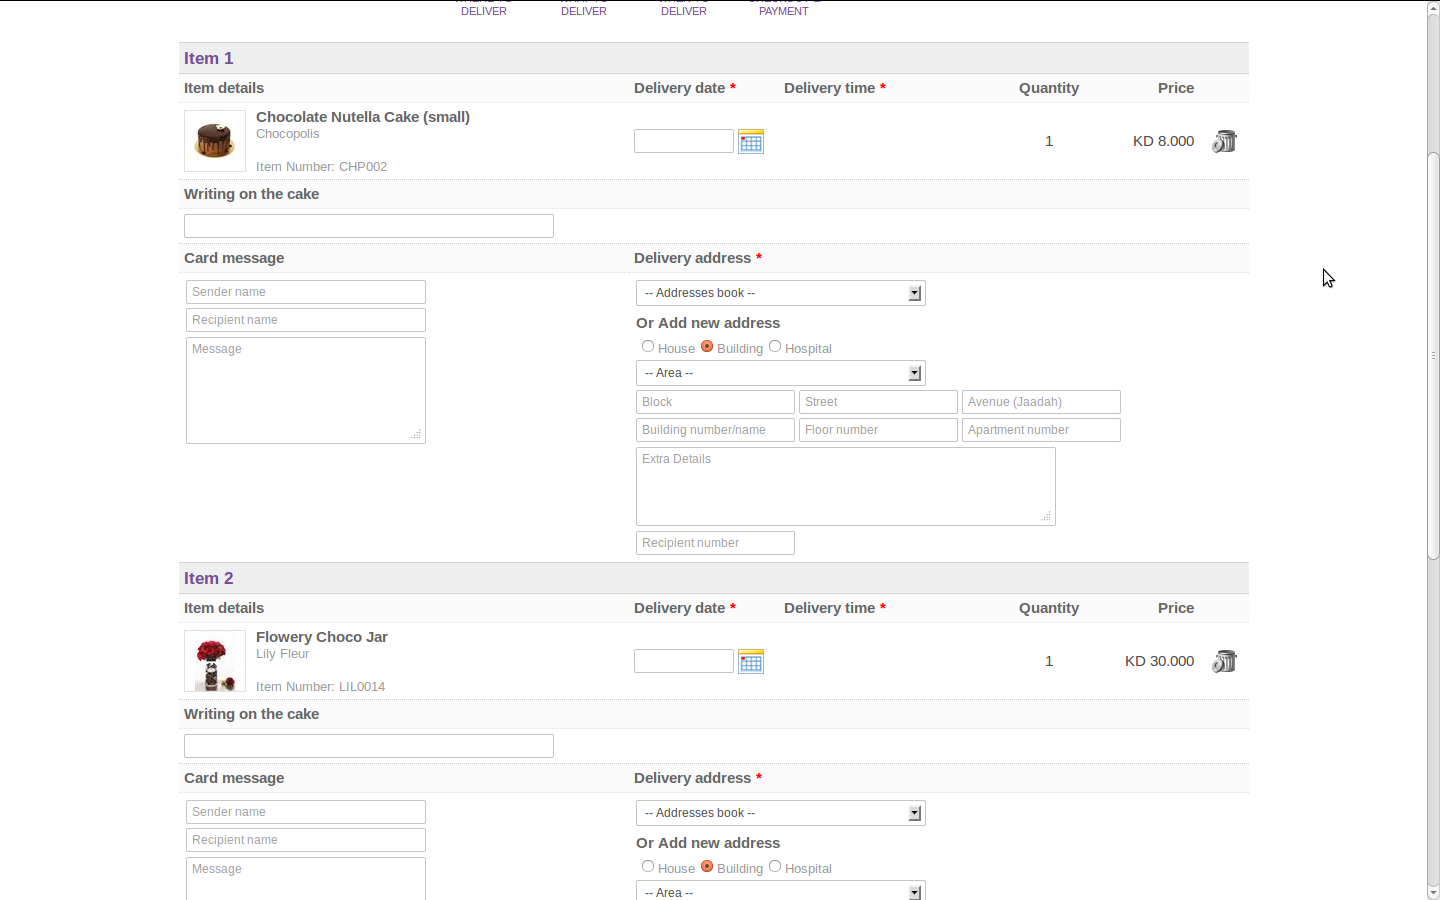 DELIVER DELIVER DELIVER PAYMENT
Item 1
Item details Delivery date * Delivery time * Quantity Price
Chocolate Nutella Cake (small)
Chocopolis
1 KD 8.000
Item Number: CHP002
Writing on the cake
Card message Delivery address *
Sender name -- Addresses book --
Recipient name Or Add new address
Message House Building Hospital
-- Area --
Block Street Avenue (Jaadah)
Building number/name Floor number Apartment number
Extra Details
Recipient number
Item 2
Item details Delivery date * Delivery time * Quantity Price
Flowery Choco Jar
Lily Fleur
1 KD 30.000
Item Number: LIL0014
Writing on the cake
Card message Delivery address *
Sender name -- Addresses book --
Recipient name Or Add new address
Message House Building Hospital
-- Area --